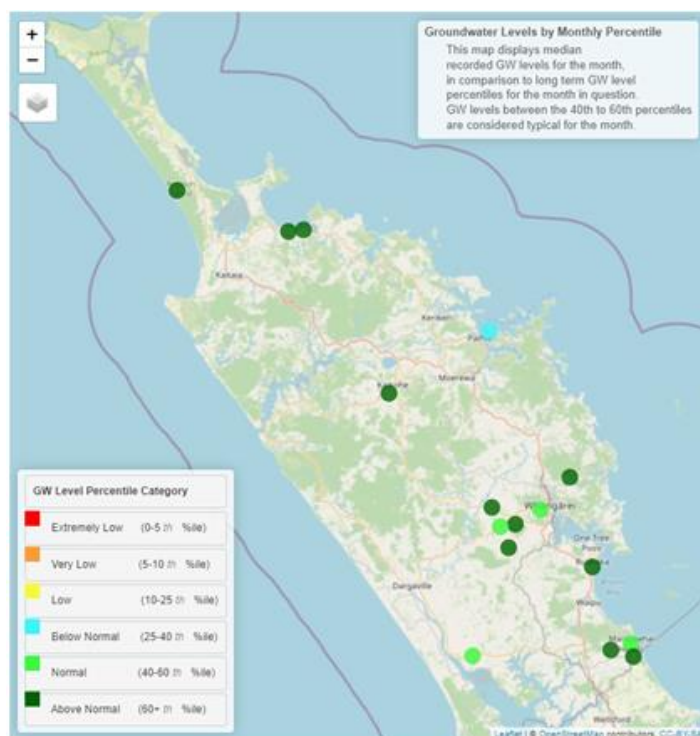 +
−
Groundwater Levels by Monthly Percentile
This map displays median
recorded GW levels for the month,
in comparison to long term GW level
percentiles for the month in question.
GW levels between the 40th to 60th percentiles
are considered typical for the month.
Kaitaia
Kerikeri
Moerewa
One Tree
Point
Dargaville
Waipu
Wellsford
GW Level Percentile Category
Extremely Low (0-5 th %ile)
Very Low (5-10 th %ile)
Low (10-25 th %ile)
Below Normal (25-40 th %ile)
Normal (40-60 th %ile)
Above Normal (60+ th %ile)
Leaflet | © OpenStreetMap contributors, CC-BY-SA